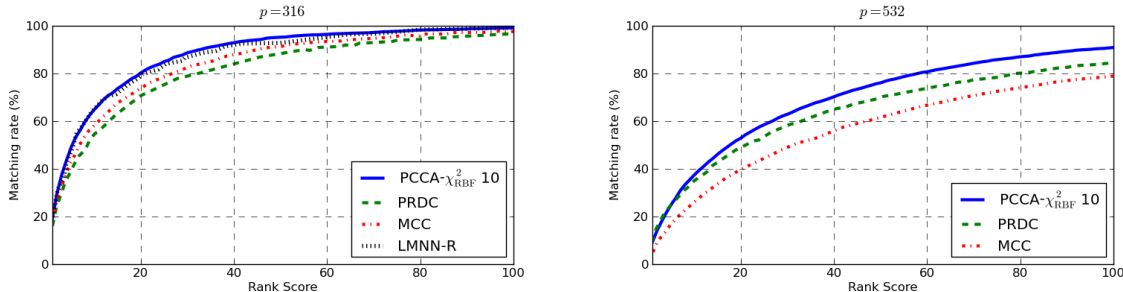 p=316
100
80
60
40
20
0
Matching rate (%)
20 40 60 80 100
Rank Score
PCCA-χ²RBF 10
PRDC
MCC
LMNN-R
p=532
100
80
60
40
20
0
Matching rate (%)
20 40 60 80 100
Rank Score
PCCA-χ²RBF 10
PRDC
MCC